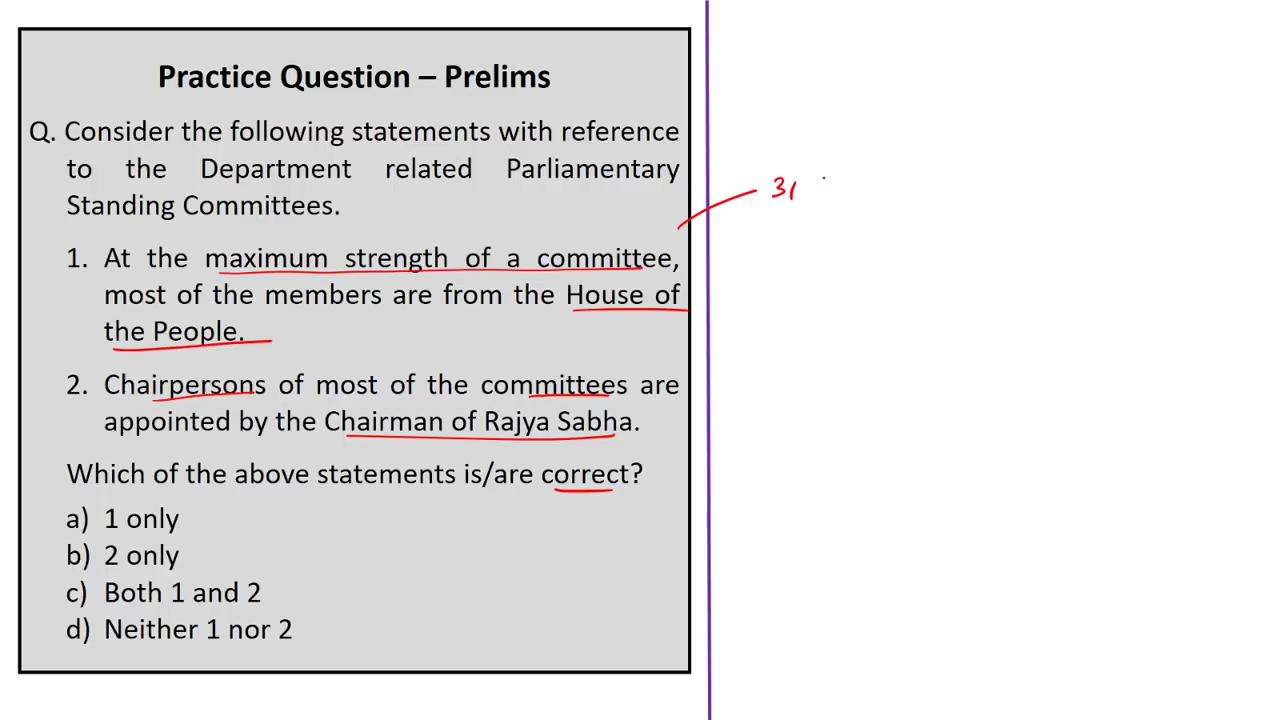 Practice Question – Prelims
Q. Consider the following statements with reference
to the Department related Parliamentary
Standing Committees.
31
1. At the maximum strength of a committee,
most of the members are from the House of
the People.
2. Chairpersons of most of the committees are
appointed by the Chairman of Rajya Sabha.
Which of the above statements is/are correct?
a) 1 only
b) 2 only
c) Both 1 and 2
d) Neither 1 nor 2